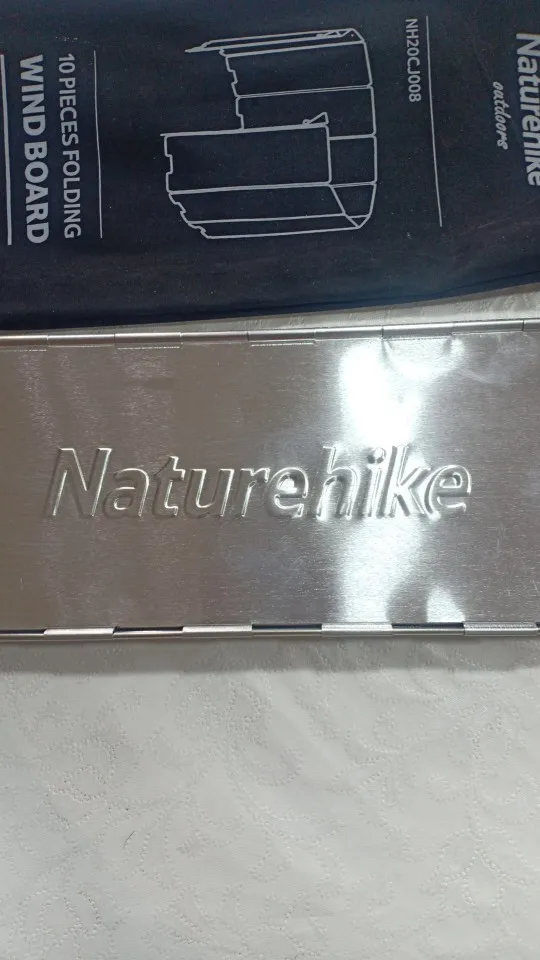 Naturehike
outdoors
NH20CJ008
10 PIECES FOLDING
WIND BOARD
Naturehike